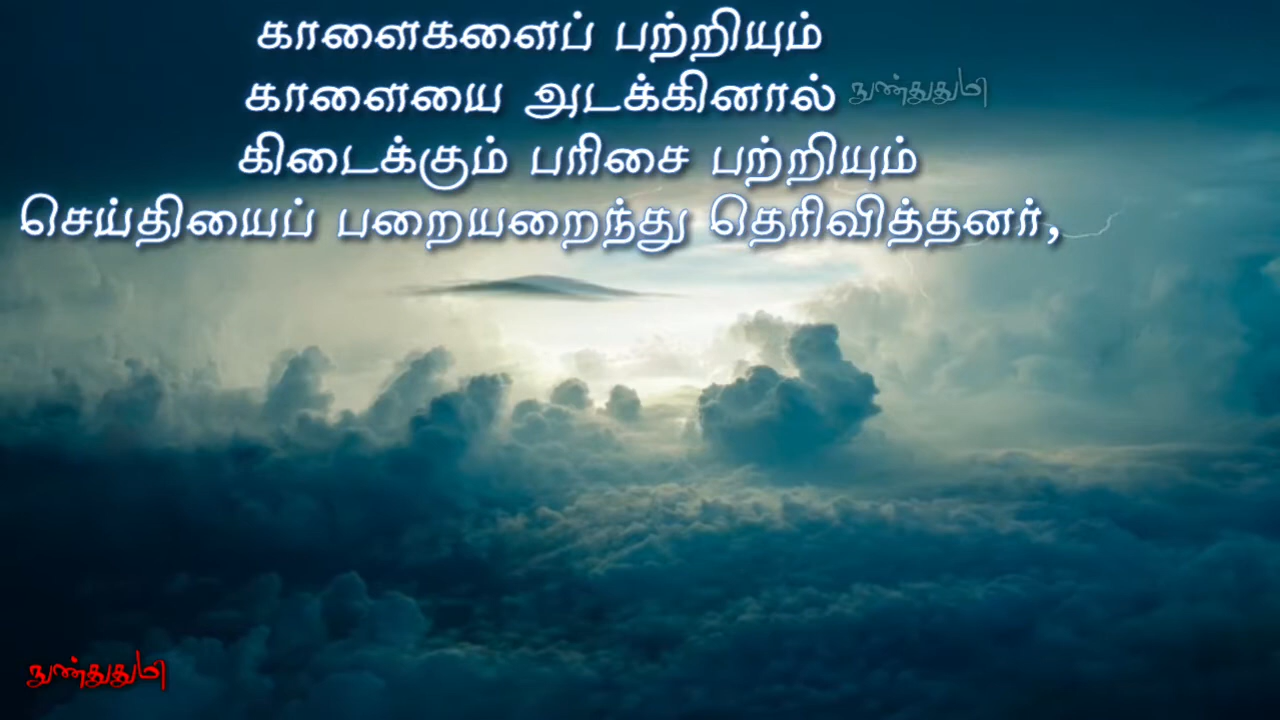 காளைகளைப் பற்றியும்
காளையை அடக்கினால்
நுண்துதுமி
கிடைக்கும் பரிசை பற்றியும்
செய்தியைப் பறையறைந்து தெரிவித்தனர்,
நுண்துதுமி